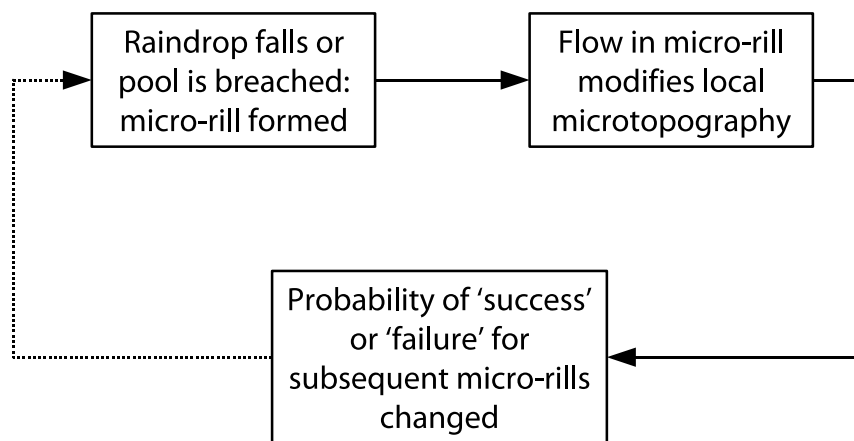 Raindrop falls or
pool is breached:
micro-rill formed
Flow in micro-rill
modifies local
microtopography
Probability of ‘success’
or ‘failure’ for
subsequent micro-rills
changed